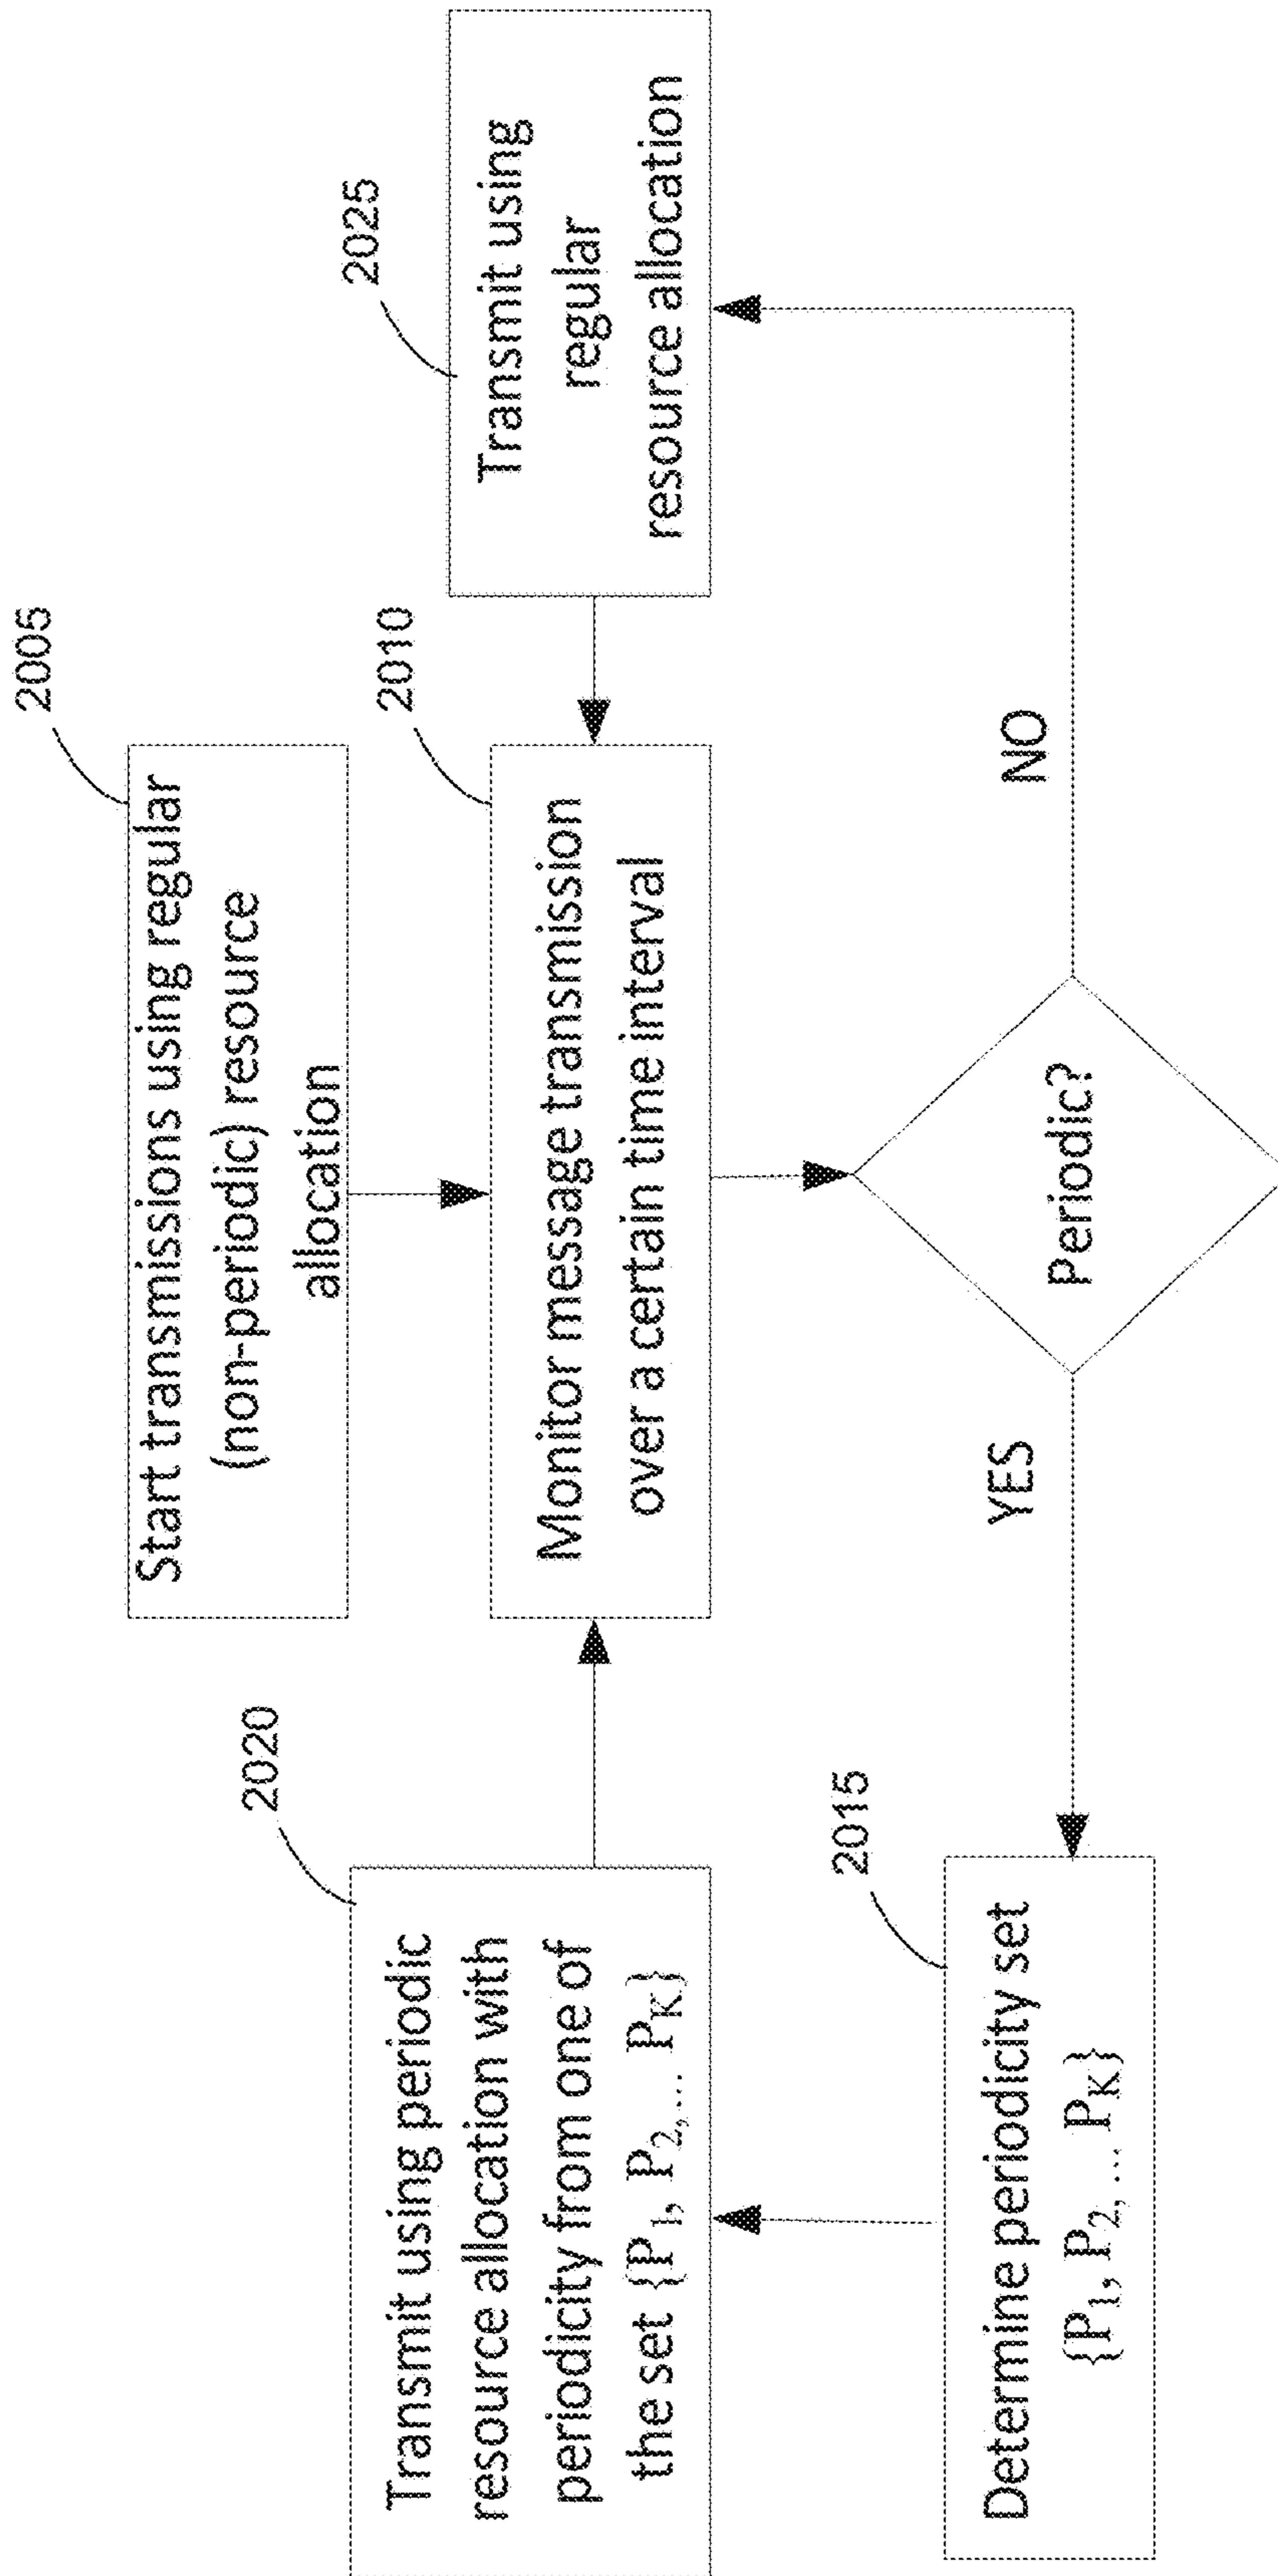 2005
Start transmissions using regular
(non-periodic) resource
allocation
2010
Monitor message transmission
over a certain time interval
Periodic?
YES
NO
2015
Determine periodicity set
{P₁, P₂, ... P_K}
2020
Transmit using periodic
resource allocation with
periodicity from one of
the set {P₁, P₂, ... P_K}
2025
Transmit using
regular
resource allocation